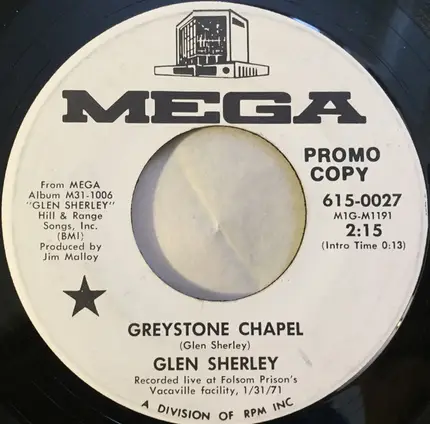 MEGA
PROMO
COPY
From MEGA
Album M31-1006
"GLEN SHERLEY"
Hill & Range
Songs, Inc.
(BMI)
Produced by
Jim Malloy
615-0027
M1G-M1191
2:15
(Intro Time 0:13)
GREYSTONE CHAPEL
(Glen Sherley)
GLEN SHERLEY
Recorded live at Folsom Prison's
Vacaville facility, 1/31/71
A DIVISION OF RPM INC